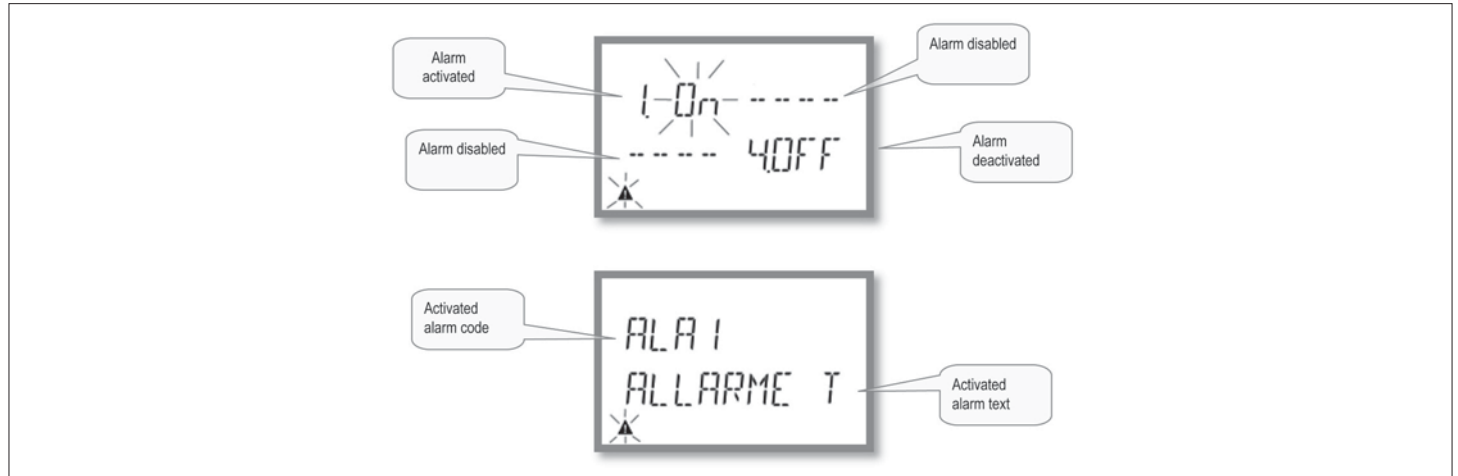 Alarm
activated
Alarm disabled
1. On ----
Alarm disabled
---- 4.OFF
Alarm
deactivated
Activated
alarm code
ALA1
ALLARME T
Activated
alarm text